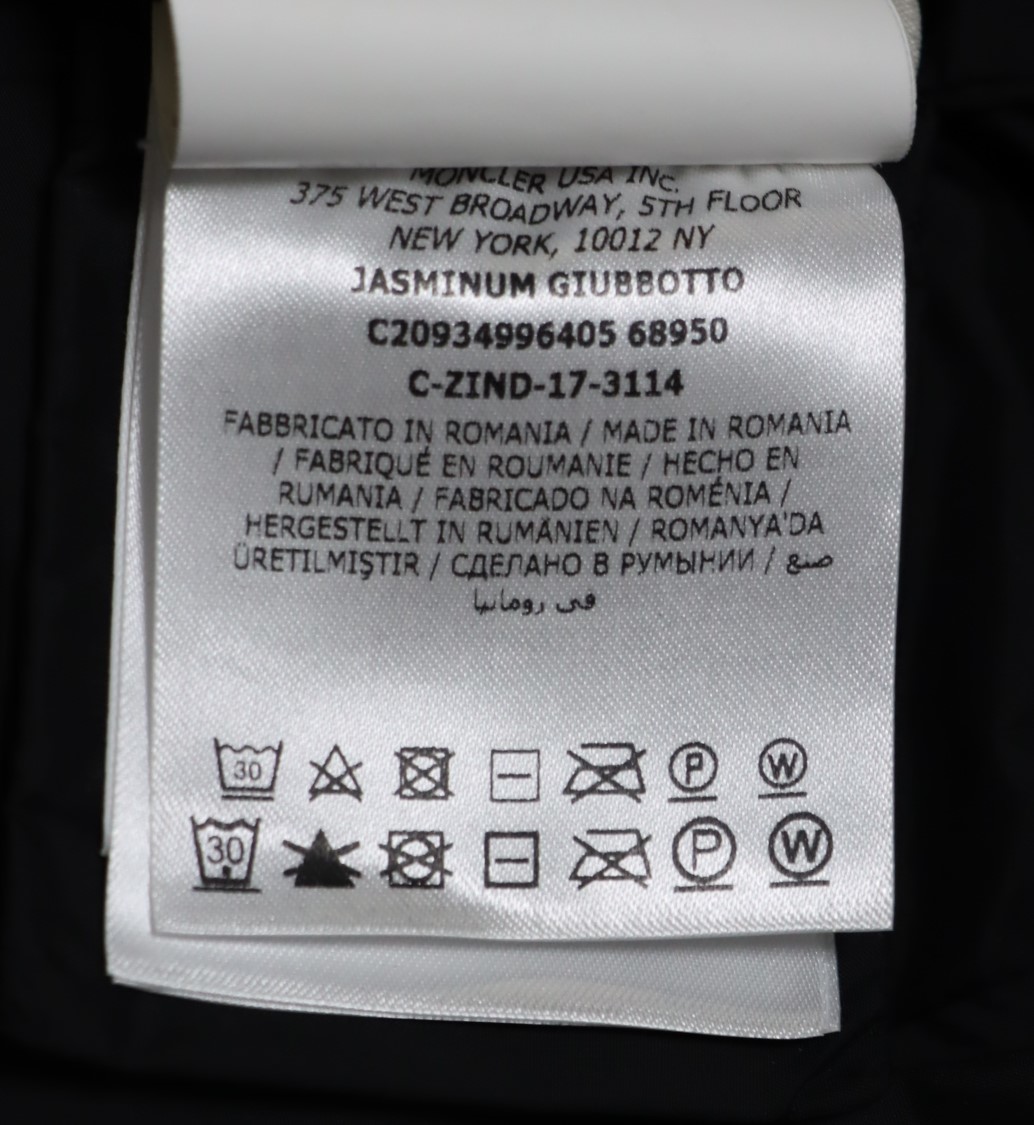 MONCLER USA INC.
375 WEST BROADWAY, 5TH FLOOR
NEW YORK, 10012 NY
JASMINUM GIUBBOTTO
C20934996405 68950
C-ZIND-17-3114
FABBRICATO IN ROMANIA / MADE IN ROMANIA
/ FABRIQUÉ EN ROUMANIE / HECHO EN
RUMANIA / FABRICADO NA ROMÉNIA /
HERGESTELLT IN RUMÄNIEN / ROMANYA'DA
ÜRETILMIŞTIR / СДЕЛАНО В РУМЫНИИ / صنع
في رومانيا
30 P W
30 P W